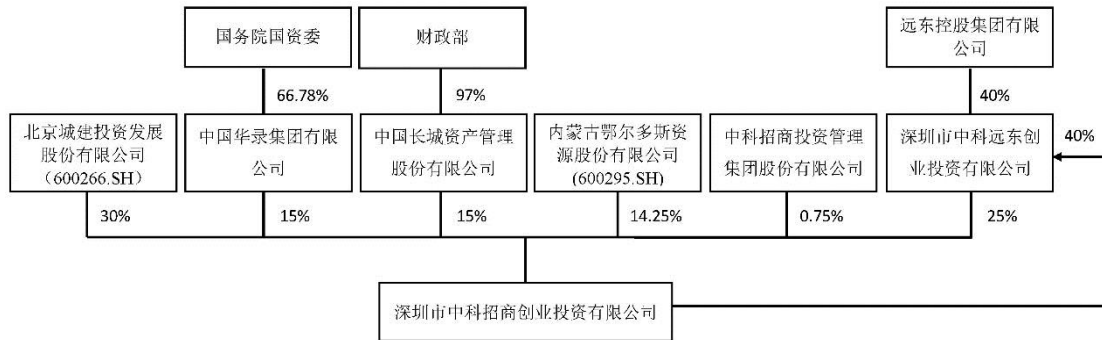 国务院国资委
财政部
远东控股集团有限
公司
66.78%
97%
40%
北京城建投资发展
股份有限公司
（600266.SH）
中国华录集团有限
公司
中国长城资产管理
股份有限公司
内蒙古鄂尔多斯资
源股份有限公司
(600295.SH)
中科招商投资管理
集团股份有限公司
深圳市中科远东创
业投资有限公司
40%
30%
15%
15%
14.25%
0.75%
25%
深圳市中科招商创业投资有限公司